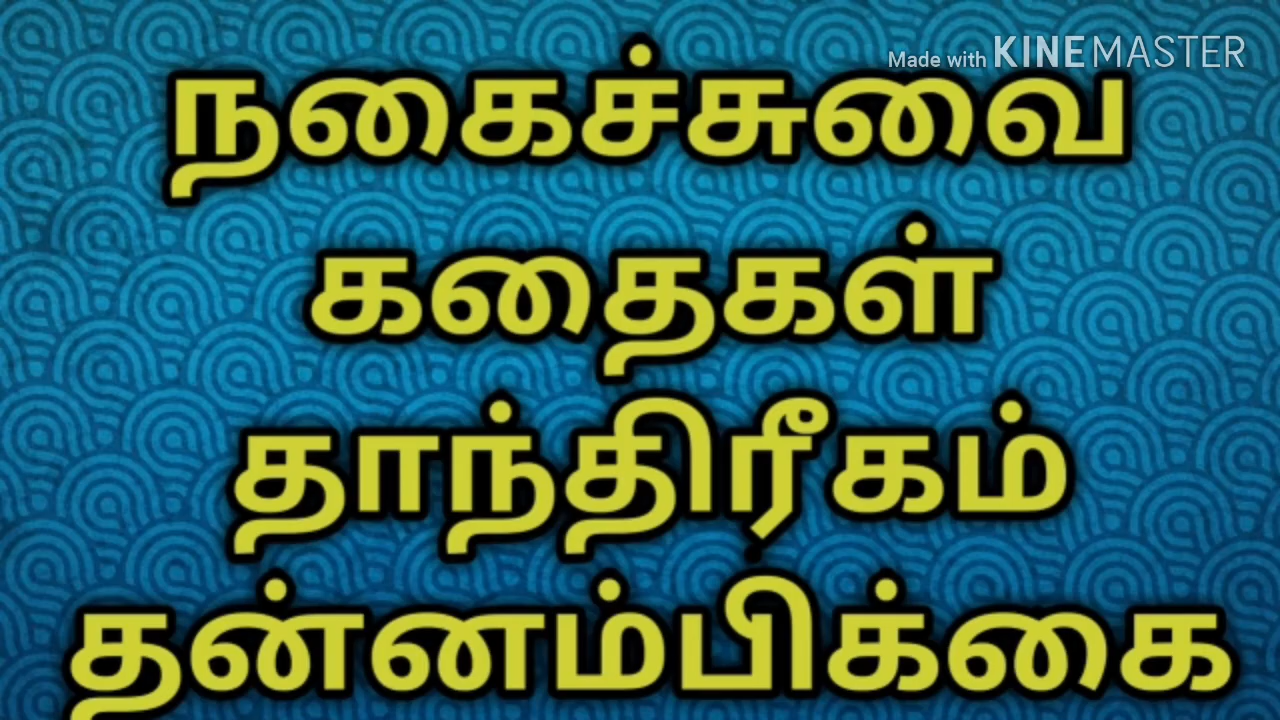 Made with KINEMASTER
நகைச்சுவை
கதைகள்
தாந்திரீகம்
தன்னம்பிக்கை